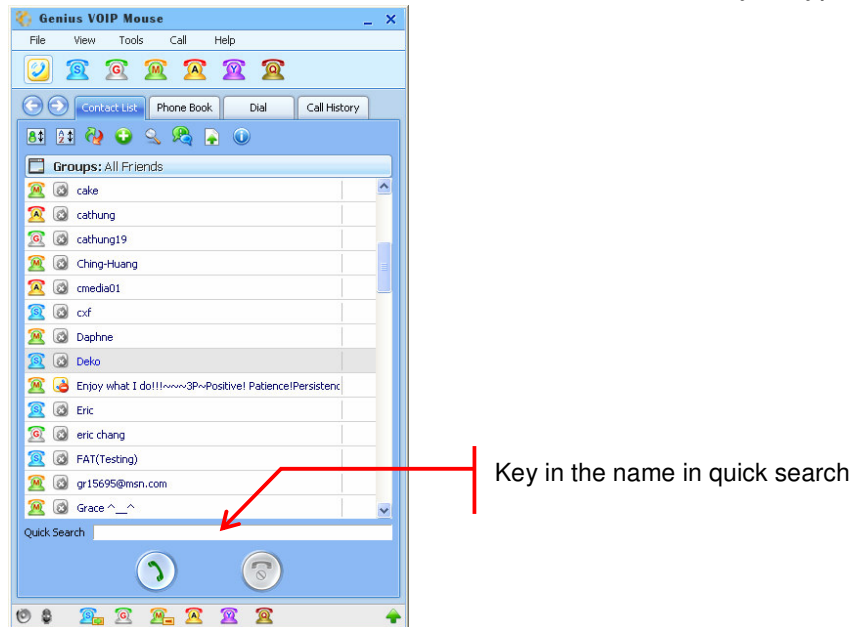 Genius VOIP Mouse
File View Tools Call Help
S G M A Y Q
Contact List Phone Book Dial Call History
Groups: All Friends
M cake
A cathung
G cathung19
M Ching-Huang
A cmedia01
S cxf
M Daphne
S Deko
M Enjoy what I do!!!~~~3P~Positive! Patience!Persistenc
S Eric
G eric chang
S FAT(Testing)
M gr15695@msn.com
M Grace ^__^
Key in the name in quick search
Quick Search
S G M A Y Q